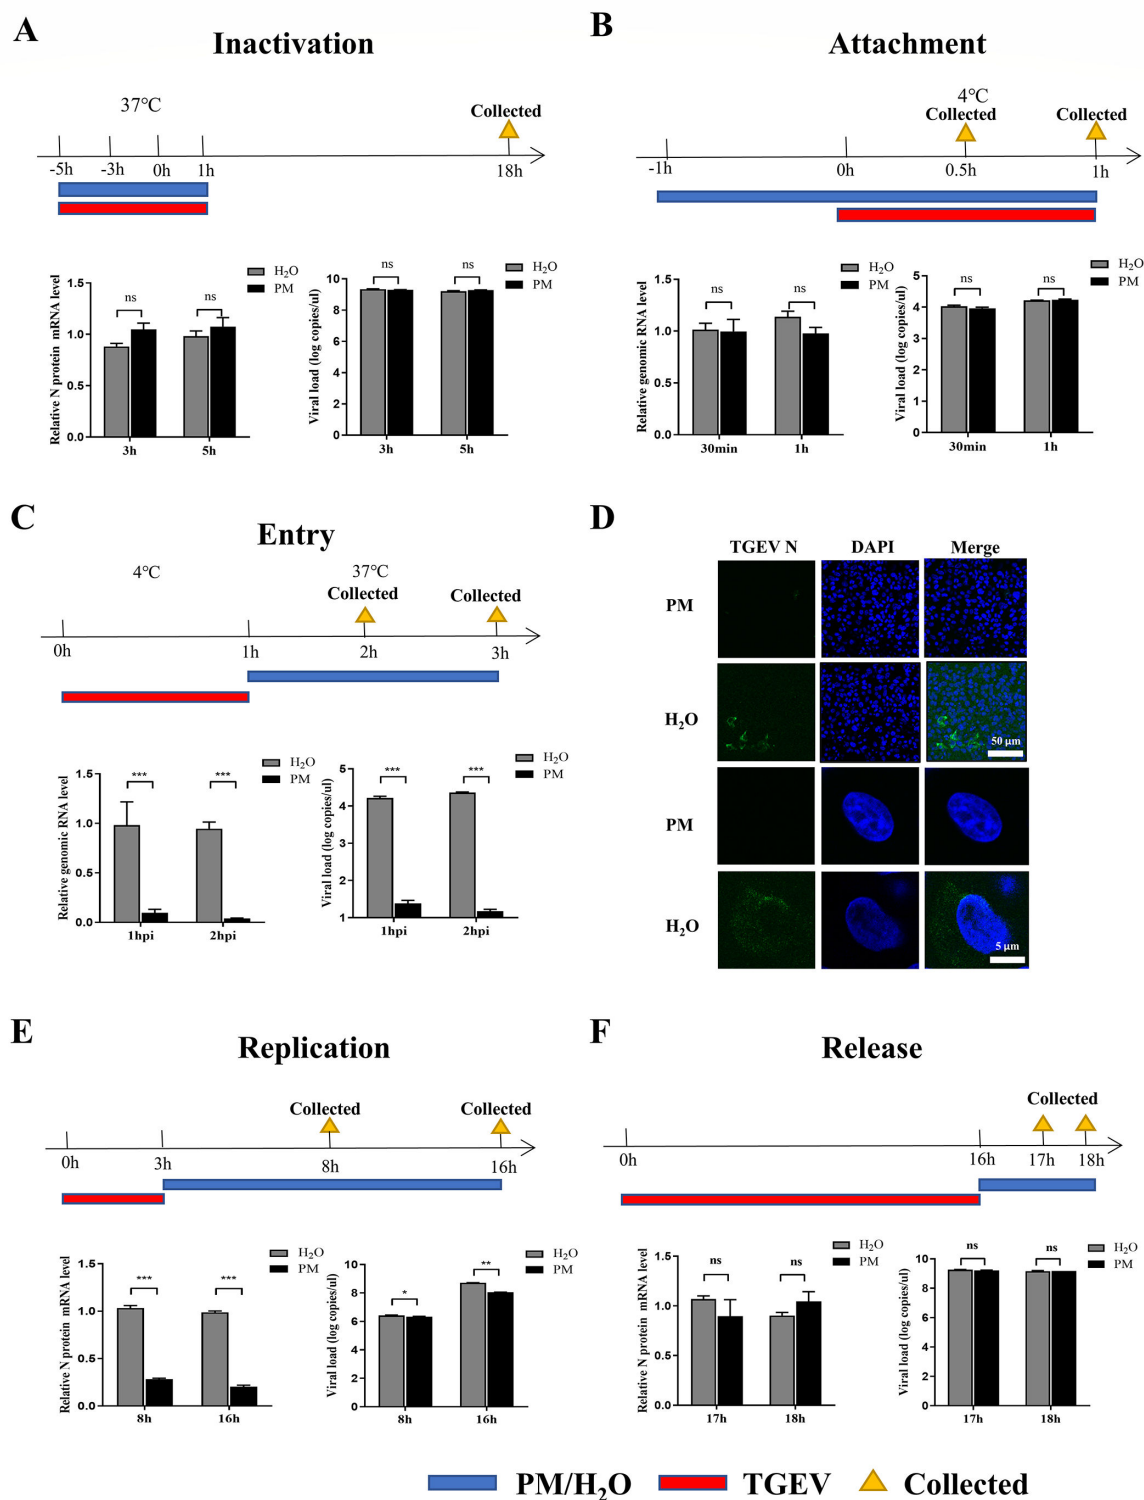 A
Inactivation
37℃
Collected
-5h
-3h
0h
1h
18h
H2O
PM
Relative N protein mRNA level
1.5
1.0
0.5
0.0
ns
ns
3h
5h
H2O
PM
Viral load (log copies/ul)
10
8
6
4
2
0
ns
ns
3h
5h
B
Attachment
4℃
Collected
Collected
-1h
0h
0.5h
1h
H2O
PM
Relative genomic RNA level
1.5
1.0
0.5
0.0
ns
ns
30min
1h
H2O
PM
Viral load (log copies/ul)
5
4
3
2
1
0
ns
ns
30min
1h
C
Entry
4℃
37℃
Collected
Collected
0h
1h
2h
3h
H2O
PM
Relative genomic RNA level
1.5
1.0
0.5
0.0
***
***
1hpi
2hpi
H2O
PM
Viral load (log copies/ul)
5
4
3
2
1
***
***
1hpi
2hpi
D
TGEV N
DAPI
Merge
PM
H2O
50 μm
PM
H2O
5 μm
E
Replication
Collected
Collected
0h
3h
8h
16h
H2O
PM
Relative N protein mRNA level
1.5
1.0
0.5
0.0
***
***
8h
16h
H2O
PM
Viral load (log copies/ul)
10
8
6
4
2
0
*
**
8h
16h
F
Release
Collected
0h
16h
17h
18h
H2O
PM
Relative N protein mRNA level
1.5
1.0
0.5
0.0
ns
ns
17h
18h
H2O
PM
Viral load (log copies/ul)
10
8
6
4
2
0
ns
ns
17h
18h
PM/H2O
TGEV
Collected